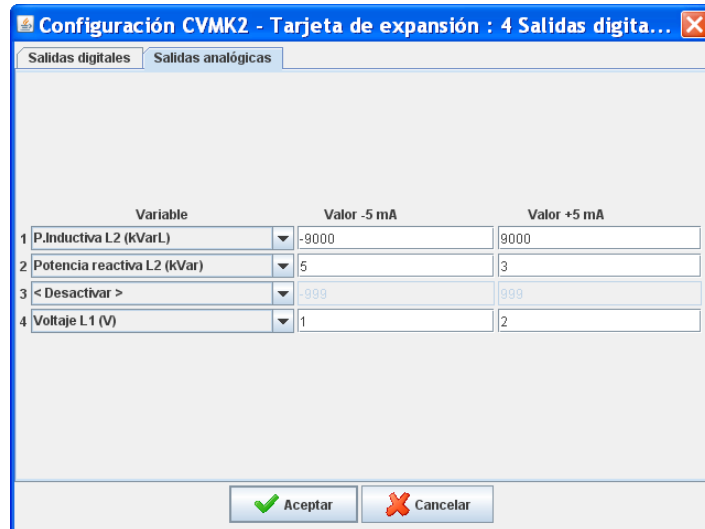 Configuración CVMK2 - Tarjeta de expansión : 4 Salidas digita...
Salidas digitales Salidas analógicas
Variable Valor -5 mA Valor +5 mA
1 P.Inductiva L2 (kVarL) -9000 9000
2 Potencia reactiva L2 (kVar) 5 3
3 < Desactivar > -999 999
4 Voltaje L1 (V) 1 2
Aceptar Cancelar